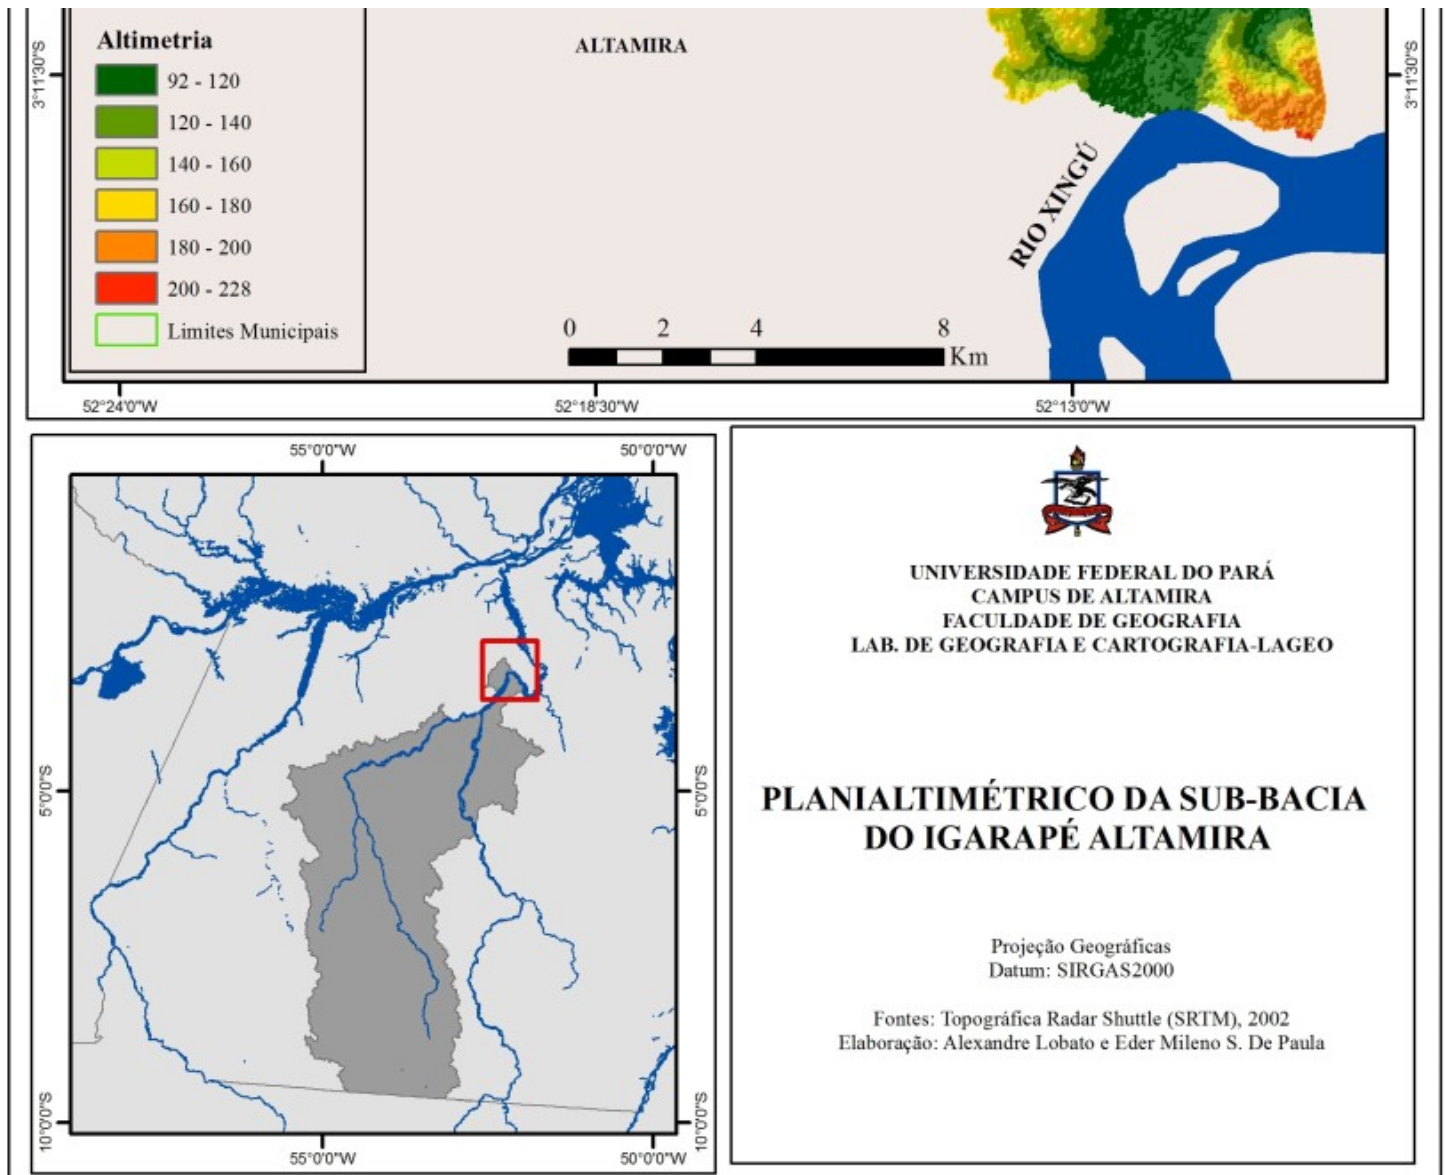 Altimetria
92 - 120
120 - 140
140 - 160
160 - 180
180 - 200
200 - 228
Limites Municipais
ALTAMIRA
RIO XINGÚ
0 2 4 8
Km
3°11'30"S
3°11'30"S
52°24'0"W
52°18'30"W
52°13'0"W
55°0'0"W
50°0'0"W
5°0'0"S
5°0'0"S
10°0'0"S
10°0'0"S
55°0'0"W
50°0'0"W
UNIVERSIDADE FEDERAL DO PARÁ
CAMPUS DE ALTAMIRA
FACULDADE DE GEOGRAFIA
LAB. DE GEOGRAFIA E CARTOGRAFIA-LAGEO
PLANIALTIMÉTRICO DA SUB-BACIA
DO IGARAPÉ ALTAMIRA
Projeção Geográficas
Datum: SIRGAS2000
Fontes: Topográfica Radar Shuttle (SRTM), 2002
Elaboração: Alexandre Lobato e Eder Mileno S. De Paula